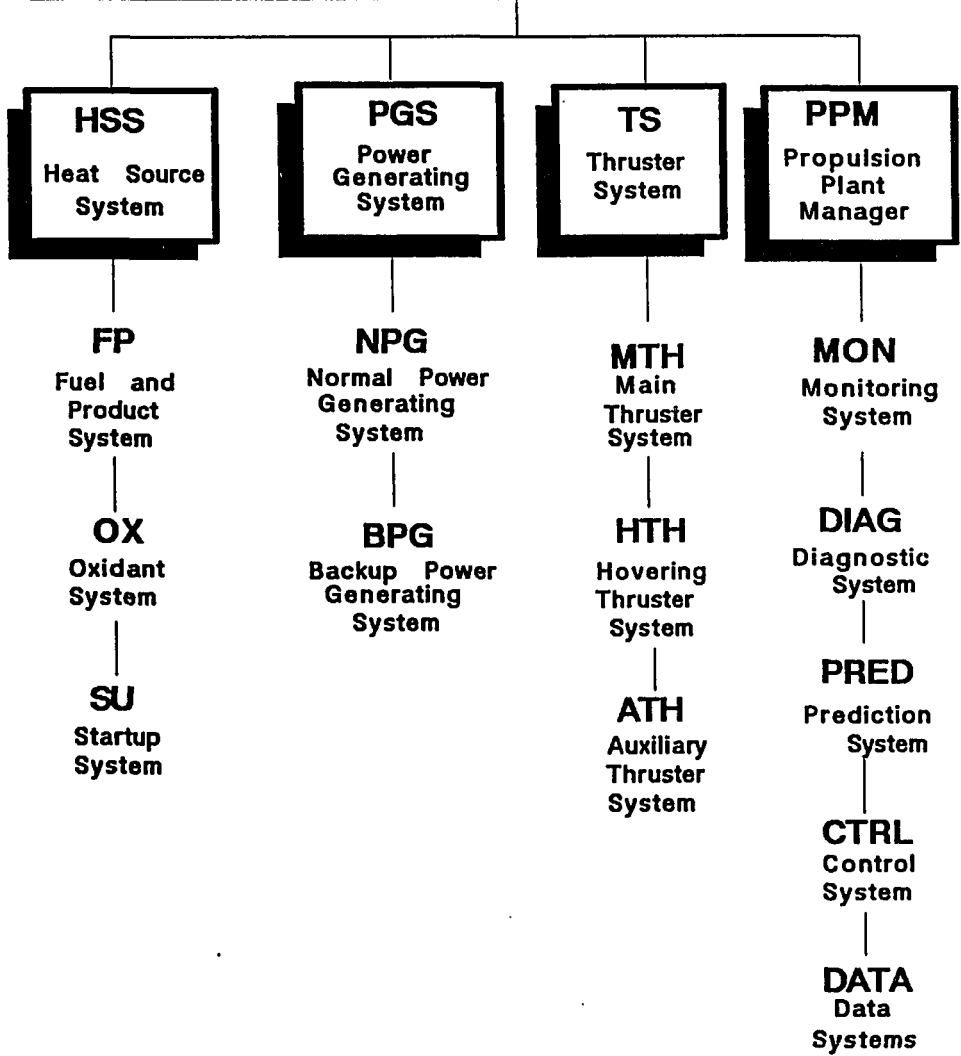 HSS
Heat Source
System
PGS
Power
Generating
System
TS
Thruster
System
PPM
Propulsion
Plant
Manager
FP
Fuel and
Product
System
OX
Oxidant
System
SU
Startup
System
NPG
Normal Power
Generating
System
BPG
Backup Power
Generating
System
MTH
Main
Thruster
System
HTH
Hovering
Thruster
System
ATH
Auxiliary
Thruster
System
MON
Monitoring
System
DIAG
Diagnostic
System
PRED
Prediction
System
CTRL
Control
System
DATA
Data
Systems